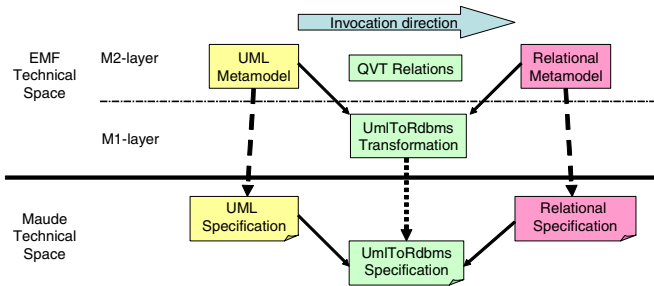 Invocation direction
EMF
Technical
Space
M2-layer
UML
Metamodel
QVT Relations
Relational
Metamodel
M1-layer
UmlToRdbms
Transformation
Maude
Technical
Space
UML
Specification
Relational
Specification
UmlToRdbms
Specification